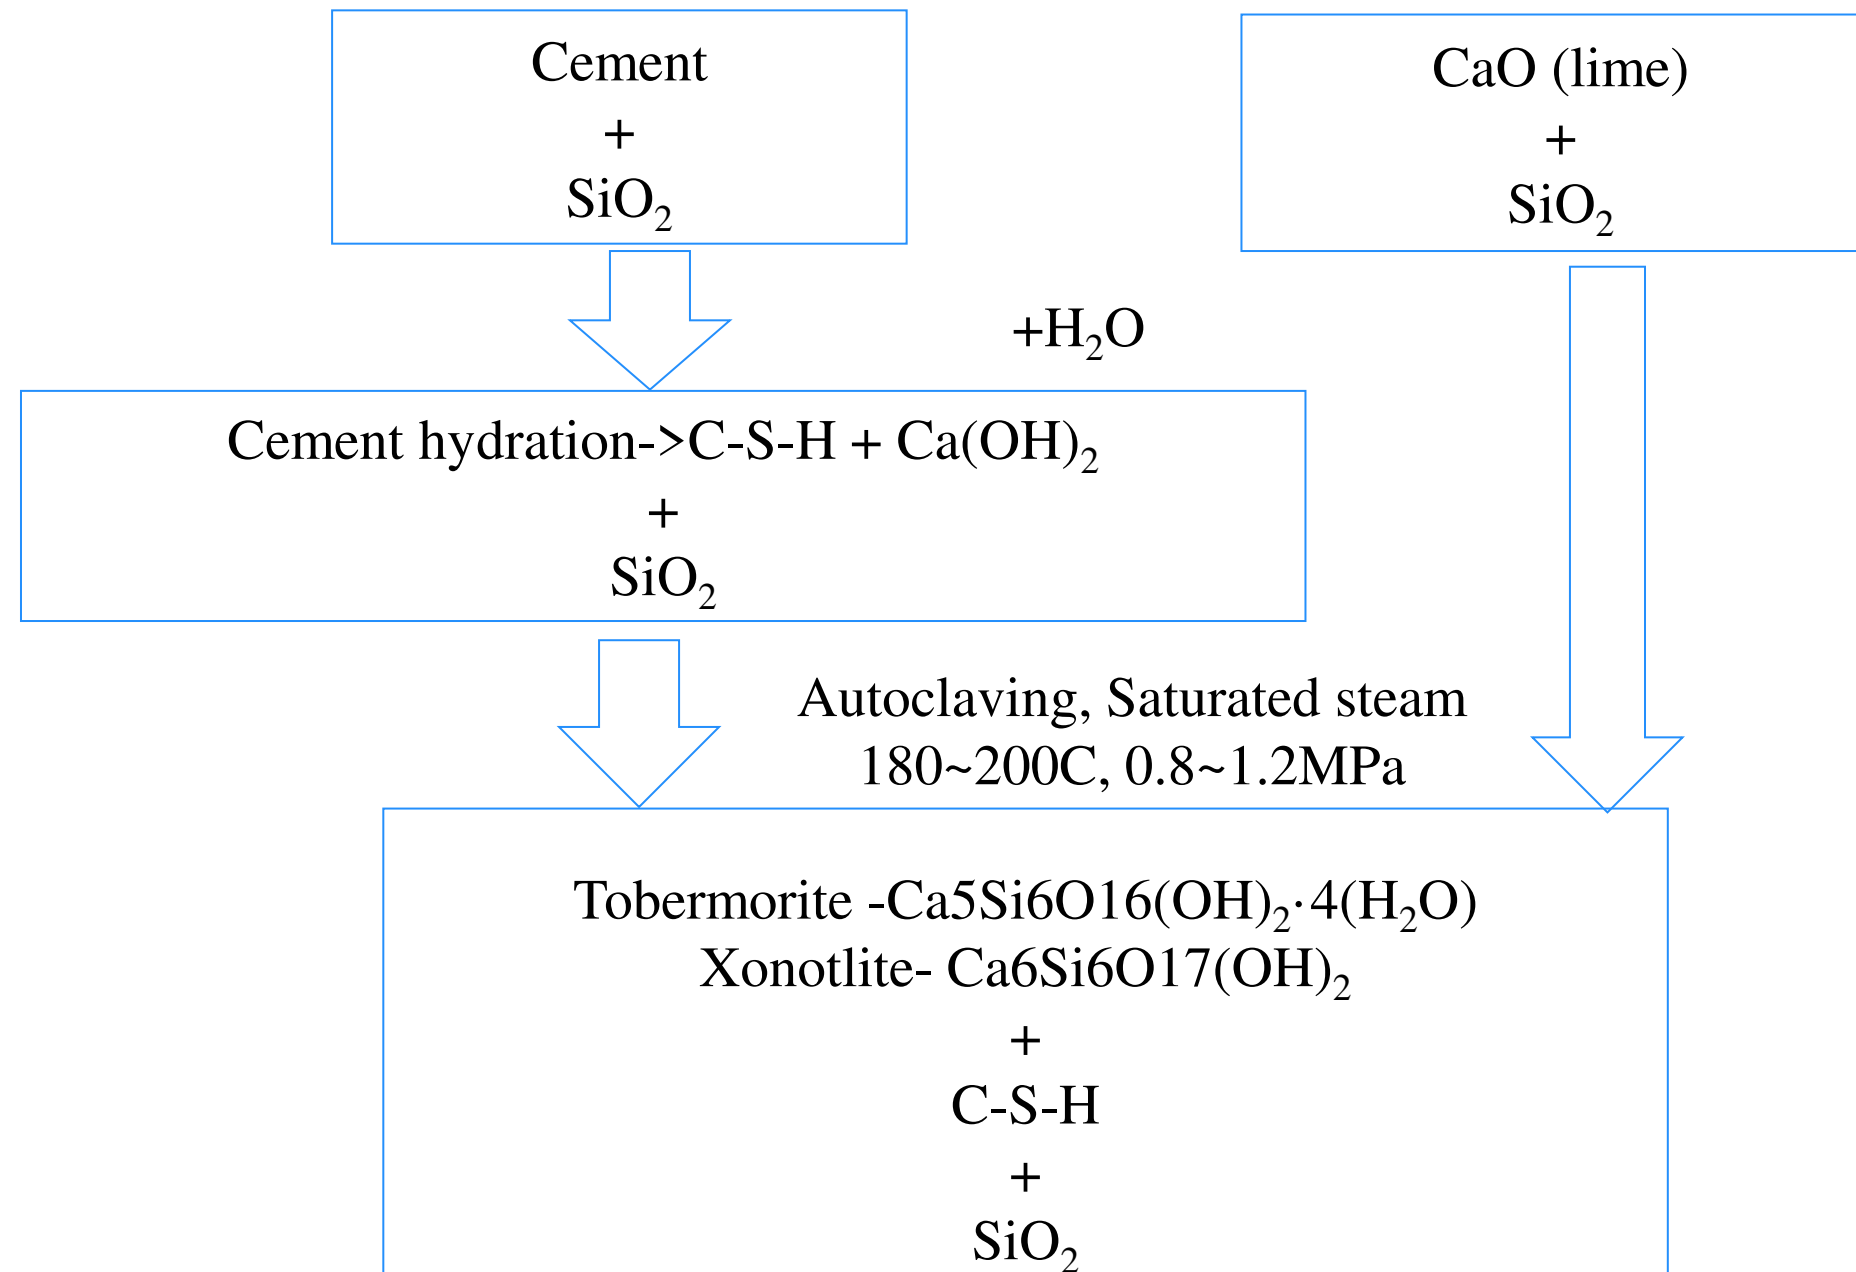 Cement
+
SiO₂
CaO (lime)
+
SiO₂
+H₂O
Cement hydration->C-S-H + Ca(OH)₂
+
SiO₂
Autoclaving, Saturated steam
180~200C, 0.8~1.2MPa
Tobermorite -Ca5Si6O16(OH)₂·4(H₂O)
Xonotlite- Ca6Si6O17(OH)₂
+
C-S-H
+
SiO₂